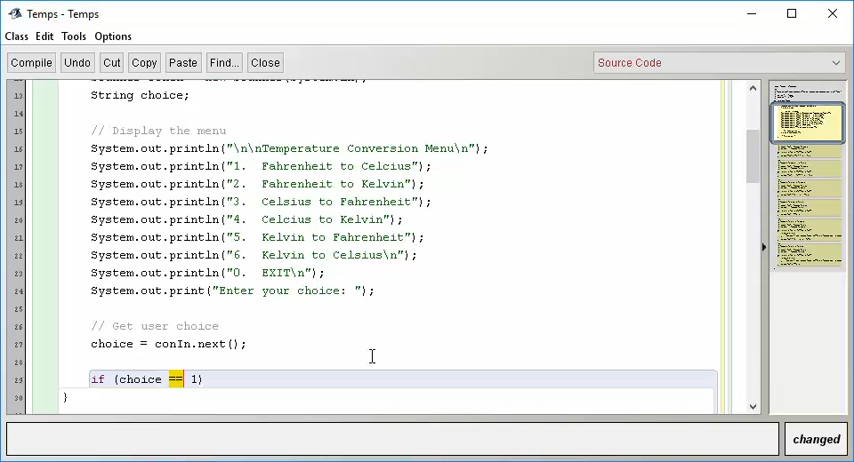 Temps - Temps
Class Edit Tools Options
Compile Undo Cut Copy Paste Find... Close Source Code
13 String choice;
14
15 // Display the menu
16 System.out.println("\n\nTemperature Conversion Menu\n");
17 System.out.println("1.  Fahrenheit to Celcius");
18 System.out.println("2.  Fahrenheit to Kelvin");
19 System.out.println("3.  Celsius to Fahrenheit");
20 System.out.println("4.  Celcius to Kelvin");
21 System.out.println("5.  Kelvin to Fahrenheit");
22 System.out.println("6.  Kelvin to Celsius\n");
23 System.out.println("0.  EXIT\n");
24 System.out.print("Enter your choice: ");
25
26 // Get user choice
27 choice = conIn.next();
28
29 if (choice == 1)
30 }
changed